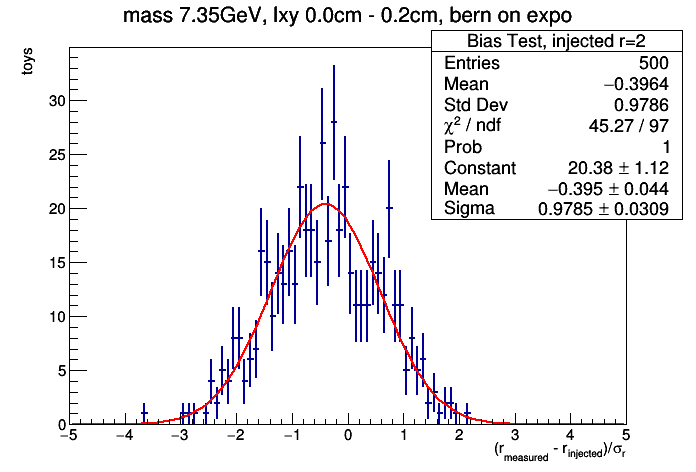 mass 7.35GeV, lxy 0.0cm - 0.2cm, bern on expo
toys
Bias Test, injected r=2
Entries 500
Mean −0.3964
Std Dev 0.9786
χ² / ndf 45.27 / 97
Prob 1
Constant 20.38 ± 1.12
Mean −0.395 ± 0.044
Sigma 0.9785 ± 0.0309
30
25
20
15
10
5
0
−5 −4 −3 −2 −1 0 1 2 3 4 5
(r_measured - r_injected)/σ_r